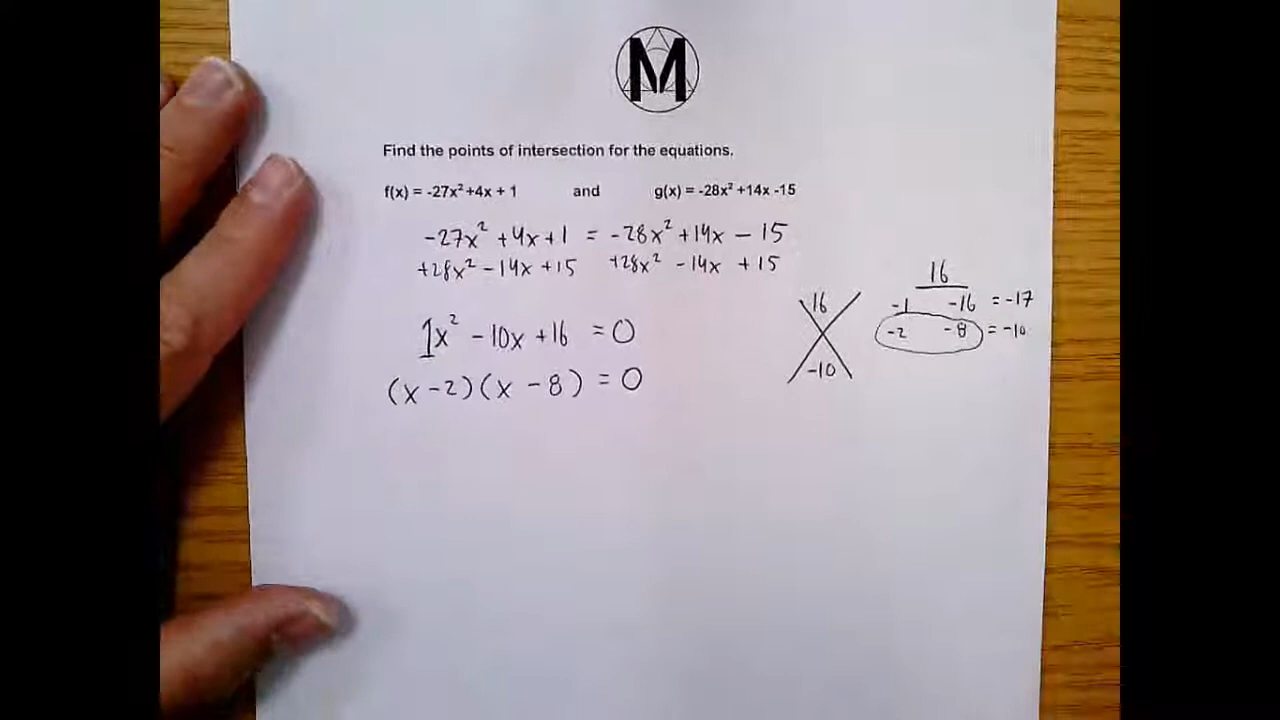 M
Find the points of intersection for the equations.
f(x) = -27x² +4x + 1 and g(x) = -28x² +14x -15
-27x² +4x+1 = -28x² +14x - 15
+28x² -14x +15 +28x² -14x +15
1x² -10x +16 = 0
(x -2)(x -8) = 0
16
-10
16
-1 -16 = -17
-2 -8 = -10